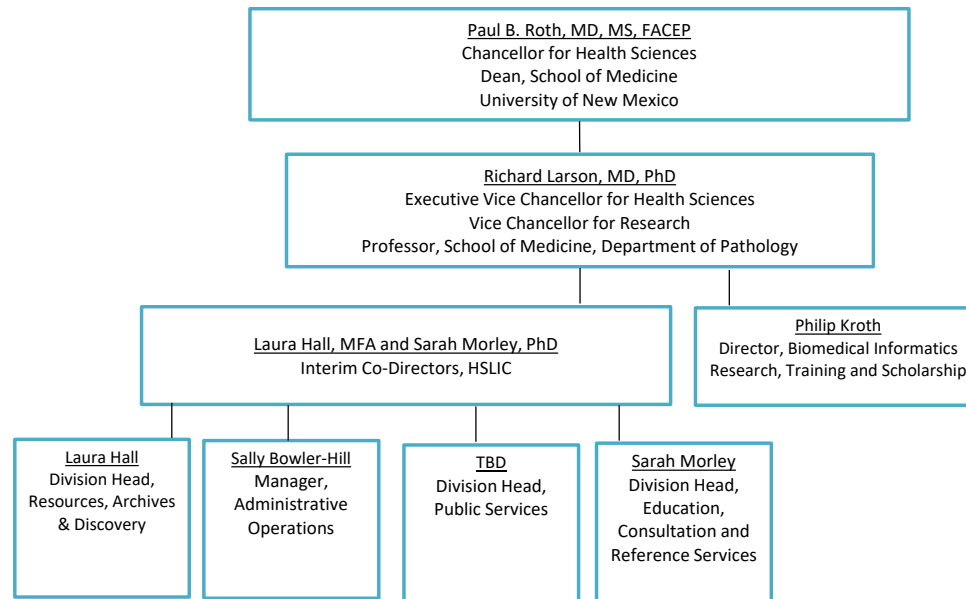 Paul B. Roth, MD, MS, FACEP
Chancellor for Health Sciences
Dean, School of Medicine
University of New Mexico
Richard Larson, MD, PhD
Executive Vice Chancellor for Health Sciences
Vice Chancellor for Research
Professor, School of Medicine, Department of Pathology
Laura Hall, MFA and Sarah Morley, PhD
Interim Co-Directors, HSLIC
Philip Kroth
Director, Biomedical Informatics
Research, Training and Scholarship
Laura Hall
Division Head,
Resources, Archives
& Discovery
Sally Bowler-Hill
Manager,
Administrative
Operations
TBD
Division Head,
Public Services
Sarah Morley
Division Head,
Education,
Consultation and
Reference Services